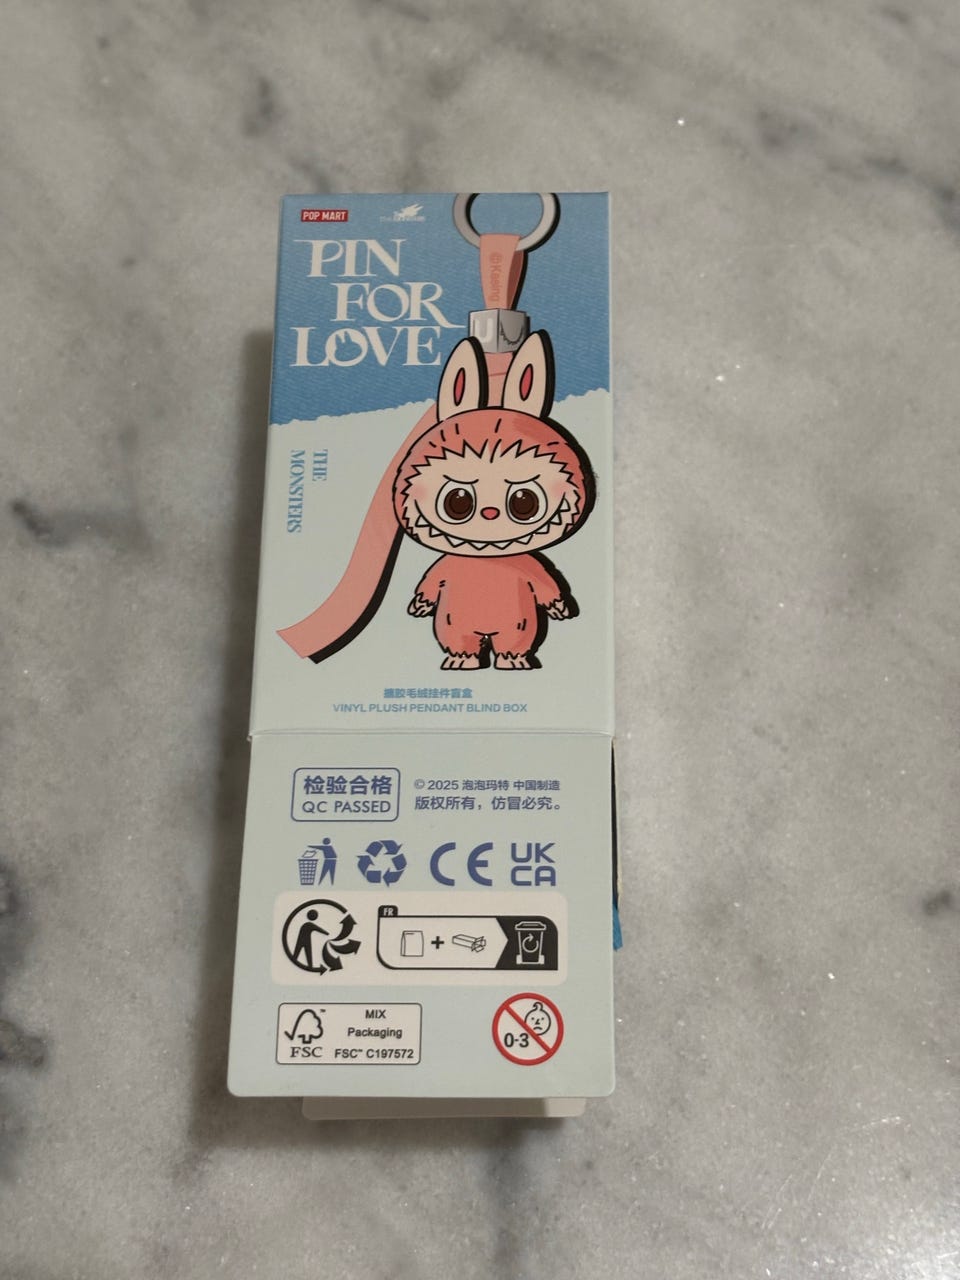 POP MART
PIN
FOR
LOVE
@Kasing
U
THE
MONSTERS
搪胶毛绒挂件盲盒
VINYL PLUSH PENDANT BLIND BOX
检验合格
QC PASSED
© 2025 泡泡玛特 中国制造
版权所有，仿冒必究。
CE
UK
CA
FR
+
MIX
Packaging
FSC™ C197572
FSC
0-3